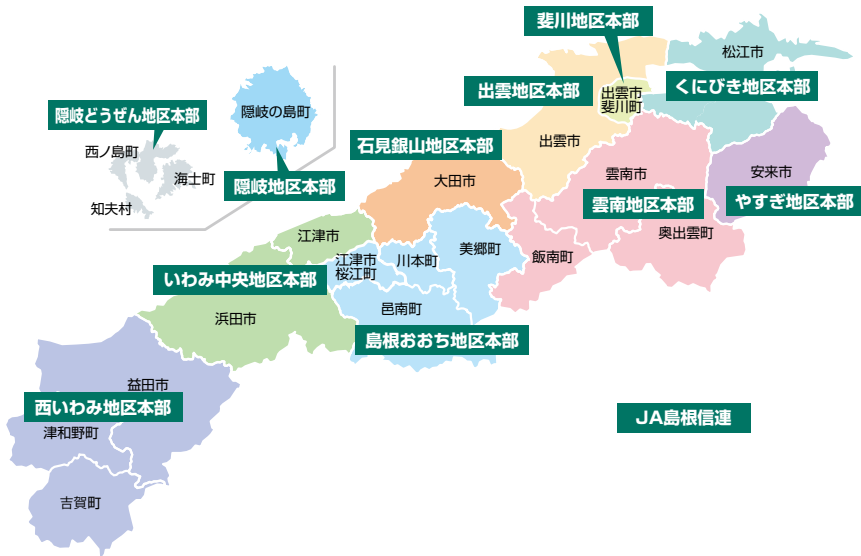 斐川地区本部
松江市
くにびき地区本部
出雲地区本部
出雲市
斐川町
隠岐どうぜん地区本部
隠岐の島町
西ノ島町
海士町
知夫村
隠岐地区本部
石見銀山地区本部
出雲市
大田市
雲南市
安来市
雲南地区本部
やすぎ地区本部
奥出雲町
飯南町
江津市
いわみ中央地区本部
江津市
桜江町
川本町
美郷町
浜田市
邑南町
島根おおち地区本部
益田市
西いわみ地区本部
津和野町
吉賀町
JA島根信連